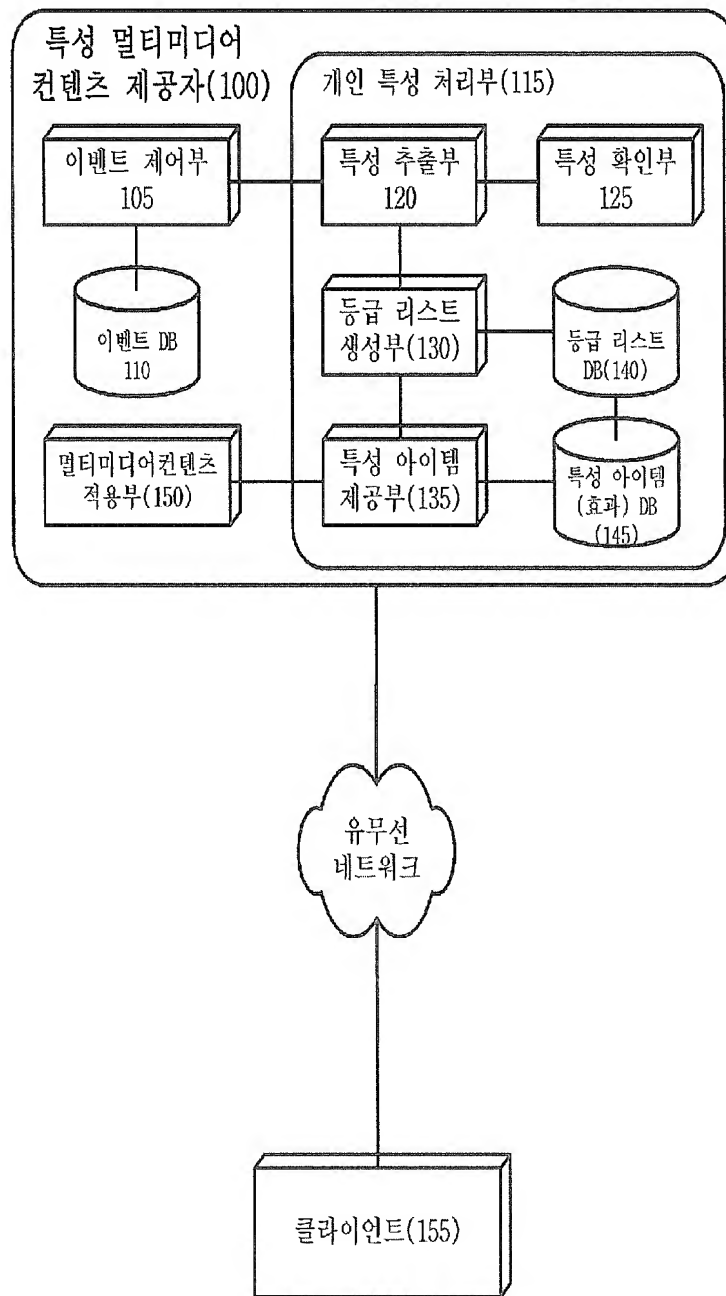 특성 멀티미디어
컨텐츠 제공자(100)
개인 특성 처리부(115)
이벤트 제어부
105
특성 추출부
120
특성 확인부
125
이벤트 DB
110
등급 리스트
생성부(130)
등급 리스트
DB(140)
멀티미디어컨텐츠
적용부(150)
특성 아이템
제공부(135)
특성 아이템
(효과) DB
(145)
유무선
네트워크
클라이언트(155)